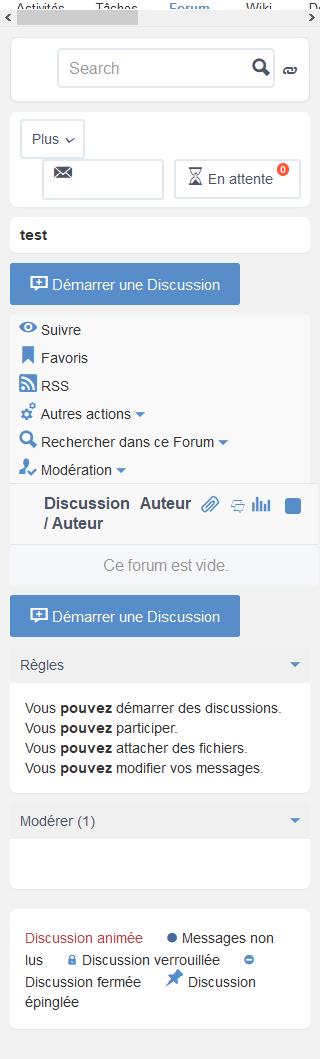 Activités Tâches Forum Wiki
Search
Plus
En attente 0
test
Démarrer une Discussion
Suivre
Favoris
RSS
Autres actions
Rechercher dans ce Forum
Modération
Discussion Auteur
/ Auteur
Ce forum est vide.
Démarrer une Discussion
Règles
Vous pouvez démarrer des discussions.
Vous pouvez participer.
Vous pouvez attacher des fichiers.
Vous pouvez modifier vos messages.
Modérer (1)
Discussion animée Messages non
lus Discussion verrouillée
Discussion fermée Discussion
épinglée